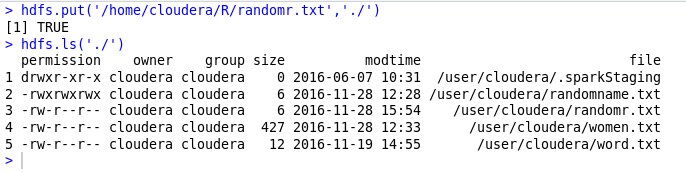 > hdfs.put('/home/cloudera/R/randomr.txt','./')
[1] TRUE
> hdfs.ls('./')
  permission    owner    group size          modtime                          file
1 drwxr-xr-x cloudera cloudera    0 2016-06-07 10:31  /user/cloudera/.sparkStaging
2 -rwxrwxrwx cloudera cloudera    6 2016-11-28 12:28 /user/cloudera/randomname.txt
3 -rw-r--r-- cloudera cloudera    6 2016-11-28 15:54    /user/cloudera/randomr.txt
4 -rw-r--r-- cloudera cloudera  427 2016-11-28 12:33      /user/cloudera/women.txt
5 -rw-r--r-- cloudera cloudera   12 2016-11-19 14:55       /user/cloudera/word.txt
>